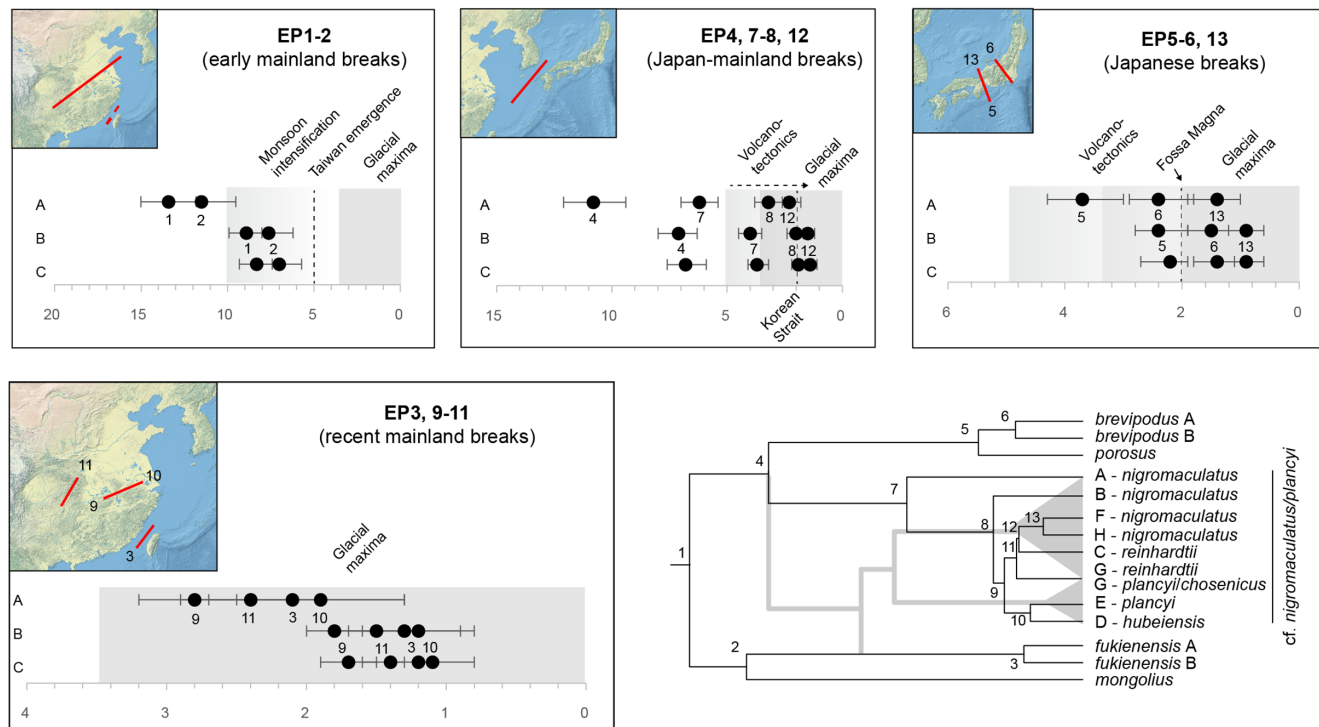 EP1-2
(early mainland breaks)
Monsoon
intensification
Taiwan emergence
Glacial
maxima
A
1 2
B
1 2
C
20 15 10 5 0
EP4, 7-8, 12
(Japan-mainland breaks)
Volcano-
tectonics
Glacial
maxima
A
4 7 8 12
B
4 7 8 12
C
15 10 5 0
Korean
Strait
EP5-6, 13
(Japanese breaks)
6
13
5
Volcano-
tectonics
Fossa Magna
Glacial
maxima
A
5 6 13
B
5 6 13
C
6 4 2 0
EP3, 9-11
(recent mainland breaks)
11
10
9
3
Glacial
maxima
A
9 11 3 10
B
9 11 3 10
C
4 3 2 1 0
1
2
3
4
5
6
7
8
9
10
11
12
13
brevipodus A
brevipodus B
porosus
A - nigromaculatus
B - nigromaculatus
F - nigromaculatus
H - nigromaculatus
C - reinhardtii
G - reinhardtii
G - plancyi/chosenicus
E - plancyi
D - hubeiensis
fukienensis A
fukienensis B
mongolius
cf. nigromaculatus/plancyi